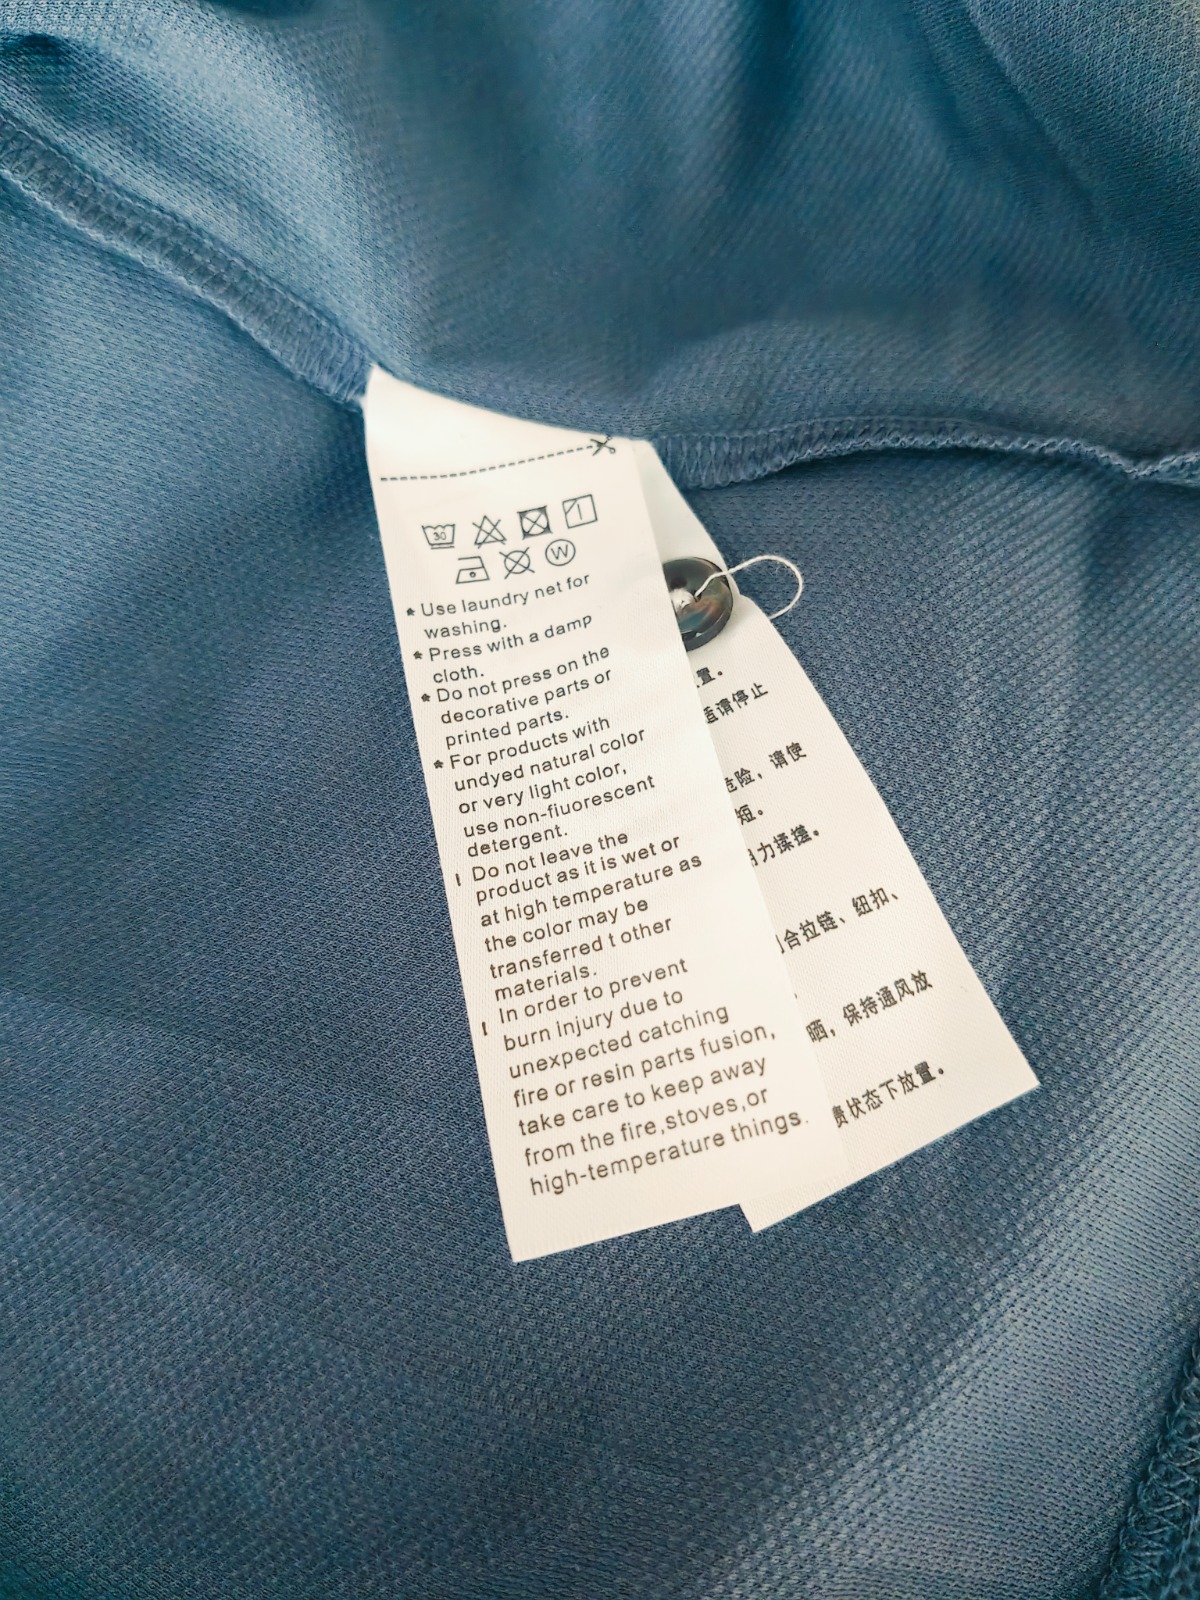 30
W
* Use laundry net for
washing.
* Press with a damp
cloth.
* Do not press on the
decorative parts or
printed parts.
* For products with
undyed natural color
or very light color,
use non-fiuorescent
detergent.
! Do not leave the
product as it is wet or
at high temperature as
the color may be
transferred t other
materials.
! In order to prevent
burn injury due to
unexpected catching
fire or resin parts fusion,
take care to keep away
from the fire,stoves,or
high-temperature things.
置。
适请停止
危险，请使
短。
力揉搓。
合拉链、纽扣、
晒，保持通风放
状态下放置。